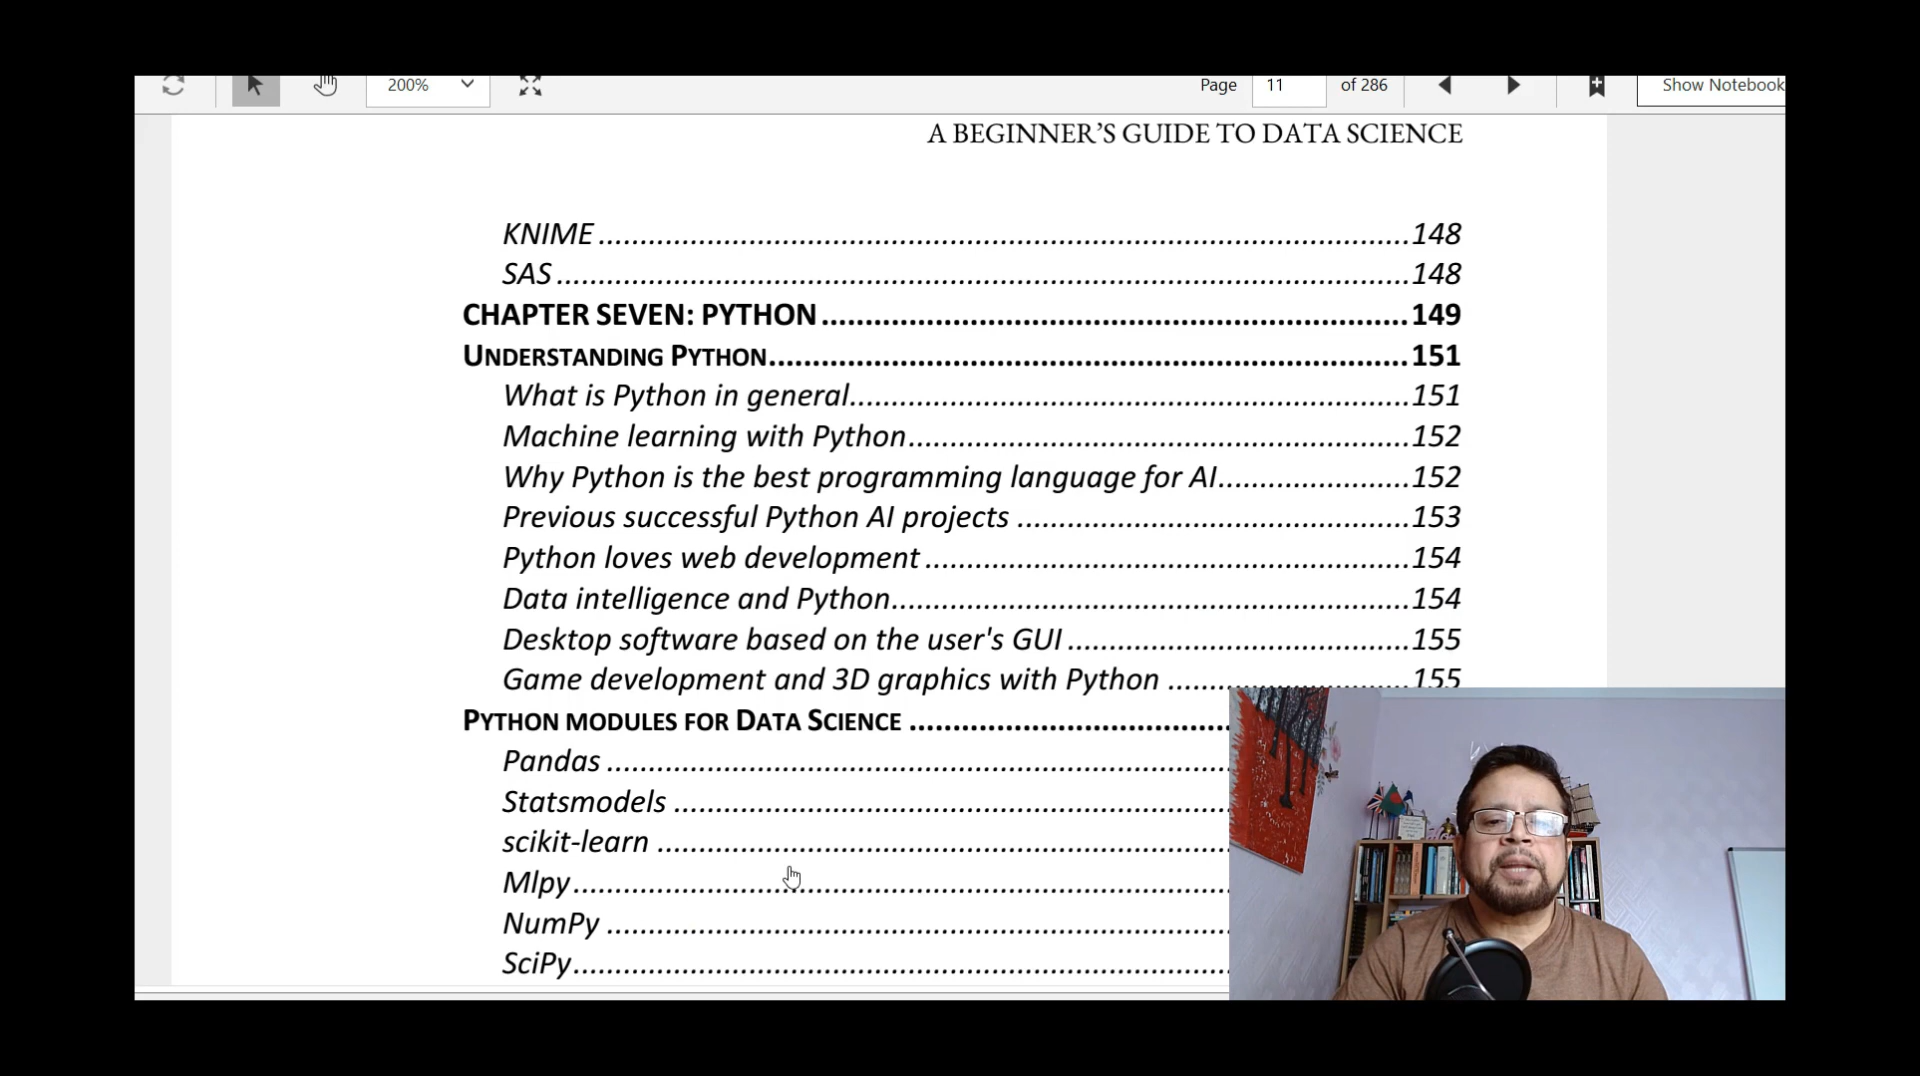 200%
Page 11 of 286
Show Notebook
A BEGINNER’S GUIDE TO DATA SCIENCE
KNIME ........ 148
SAS ........ 148
CHAPTER SEVEN: PYTHON ........ 149
UNDERSTANDING PYTHON ........ 151
What is Python in general ........ 151
Machine learning with Python ........ 152
Why Python is the best programming language for AI ........ 152
Previous successful Python AI projects ........ 153
Python loves web development ........ 154
Data intelligence and Python ........ 154
Desktop software based on the user's GUI ........ 155
Game development and 3D graphics with Python ........ 155
PYTHON MODULES FOR DATA SCIENCE ........
Pandas ........
Statsmodels ........
scikit-learn ........
Mlpy ........
NumPy ........
SciPy ........